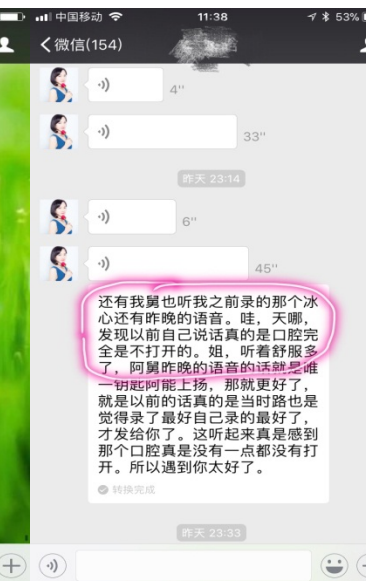 中国移动 11:38 53%
微信(154)
4''
33''
昨天 23:14
6''
45''
还有我舅也听我之前录的那个冰
心还有昨晚的语音。哇，天哪，
发现以前自己说话真的是口腔完
全是不打开的。姐，听着舒服多
了，阿舅昨晚的语音的话就是唯
一钥匙阿能上扬，那就更好了，
就是以前的话真的是当时路也是
觉得录了最好自己录的最好了，
才发给你了。这听起来真是感到
那个口腔真是没有一点都没有打
开。所以遇到你太好了。
转换完成
昨天 23:33